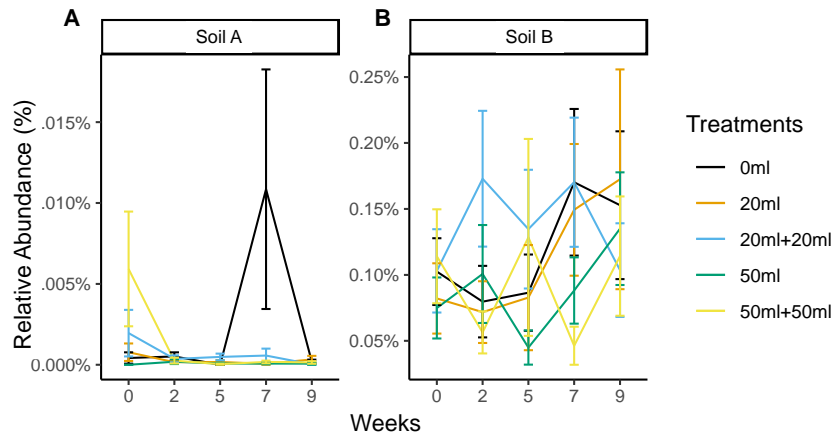 A
B
Soil A
Soil B
Relative Abundance (%)
.015%
.010%
.005%
0.000%
0.25%
0.20%
0.15%
0.10%
0.05%
0 2 5 7 9
0 2 5 7 9
Weeks
Treatments
0ml
20ml
20ml+20ml
50ml
50ml+50ml